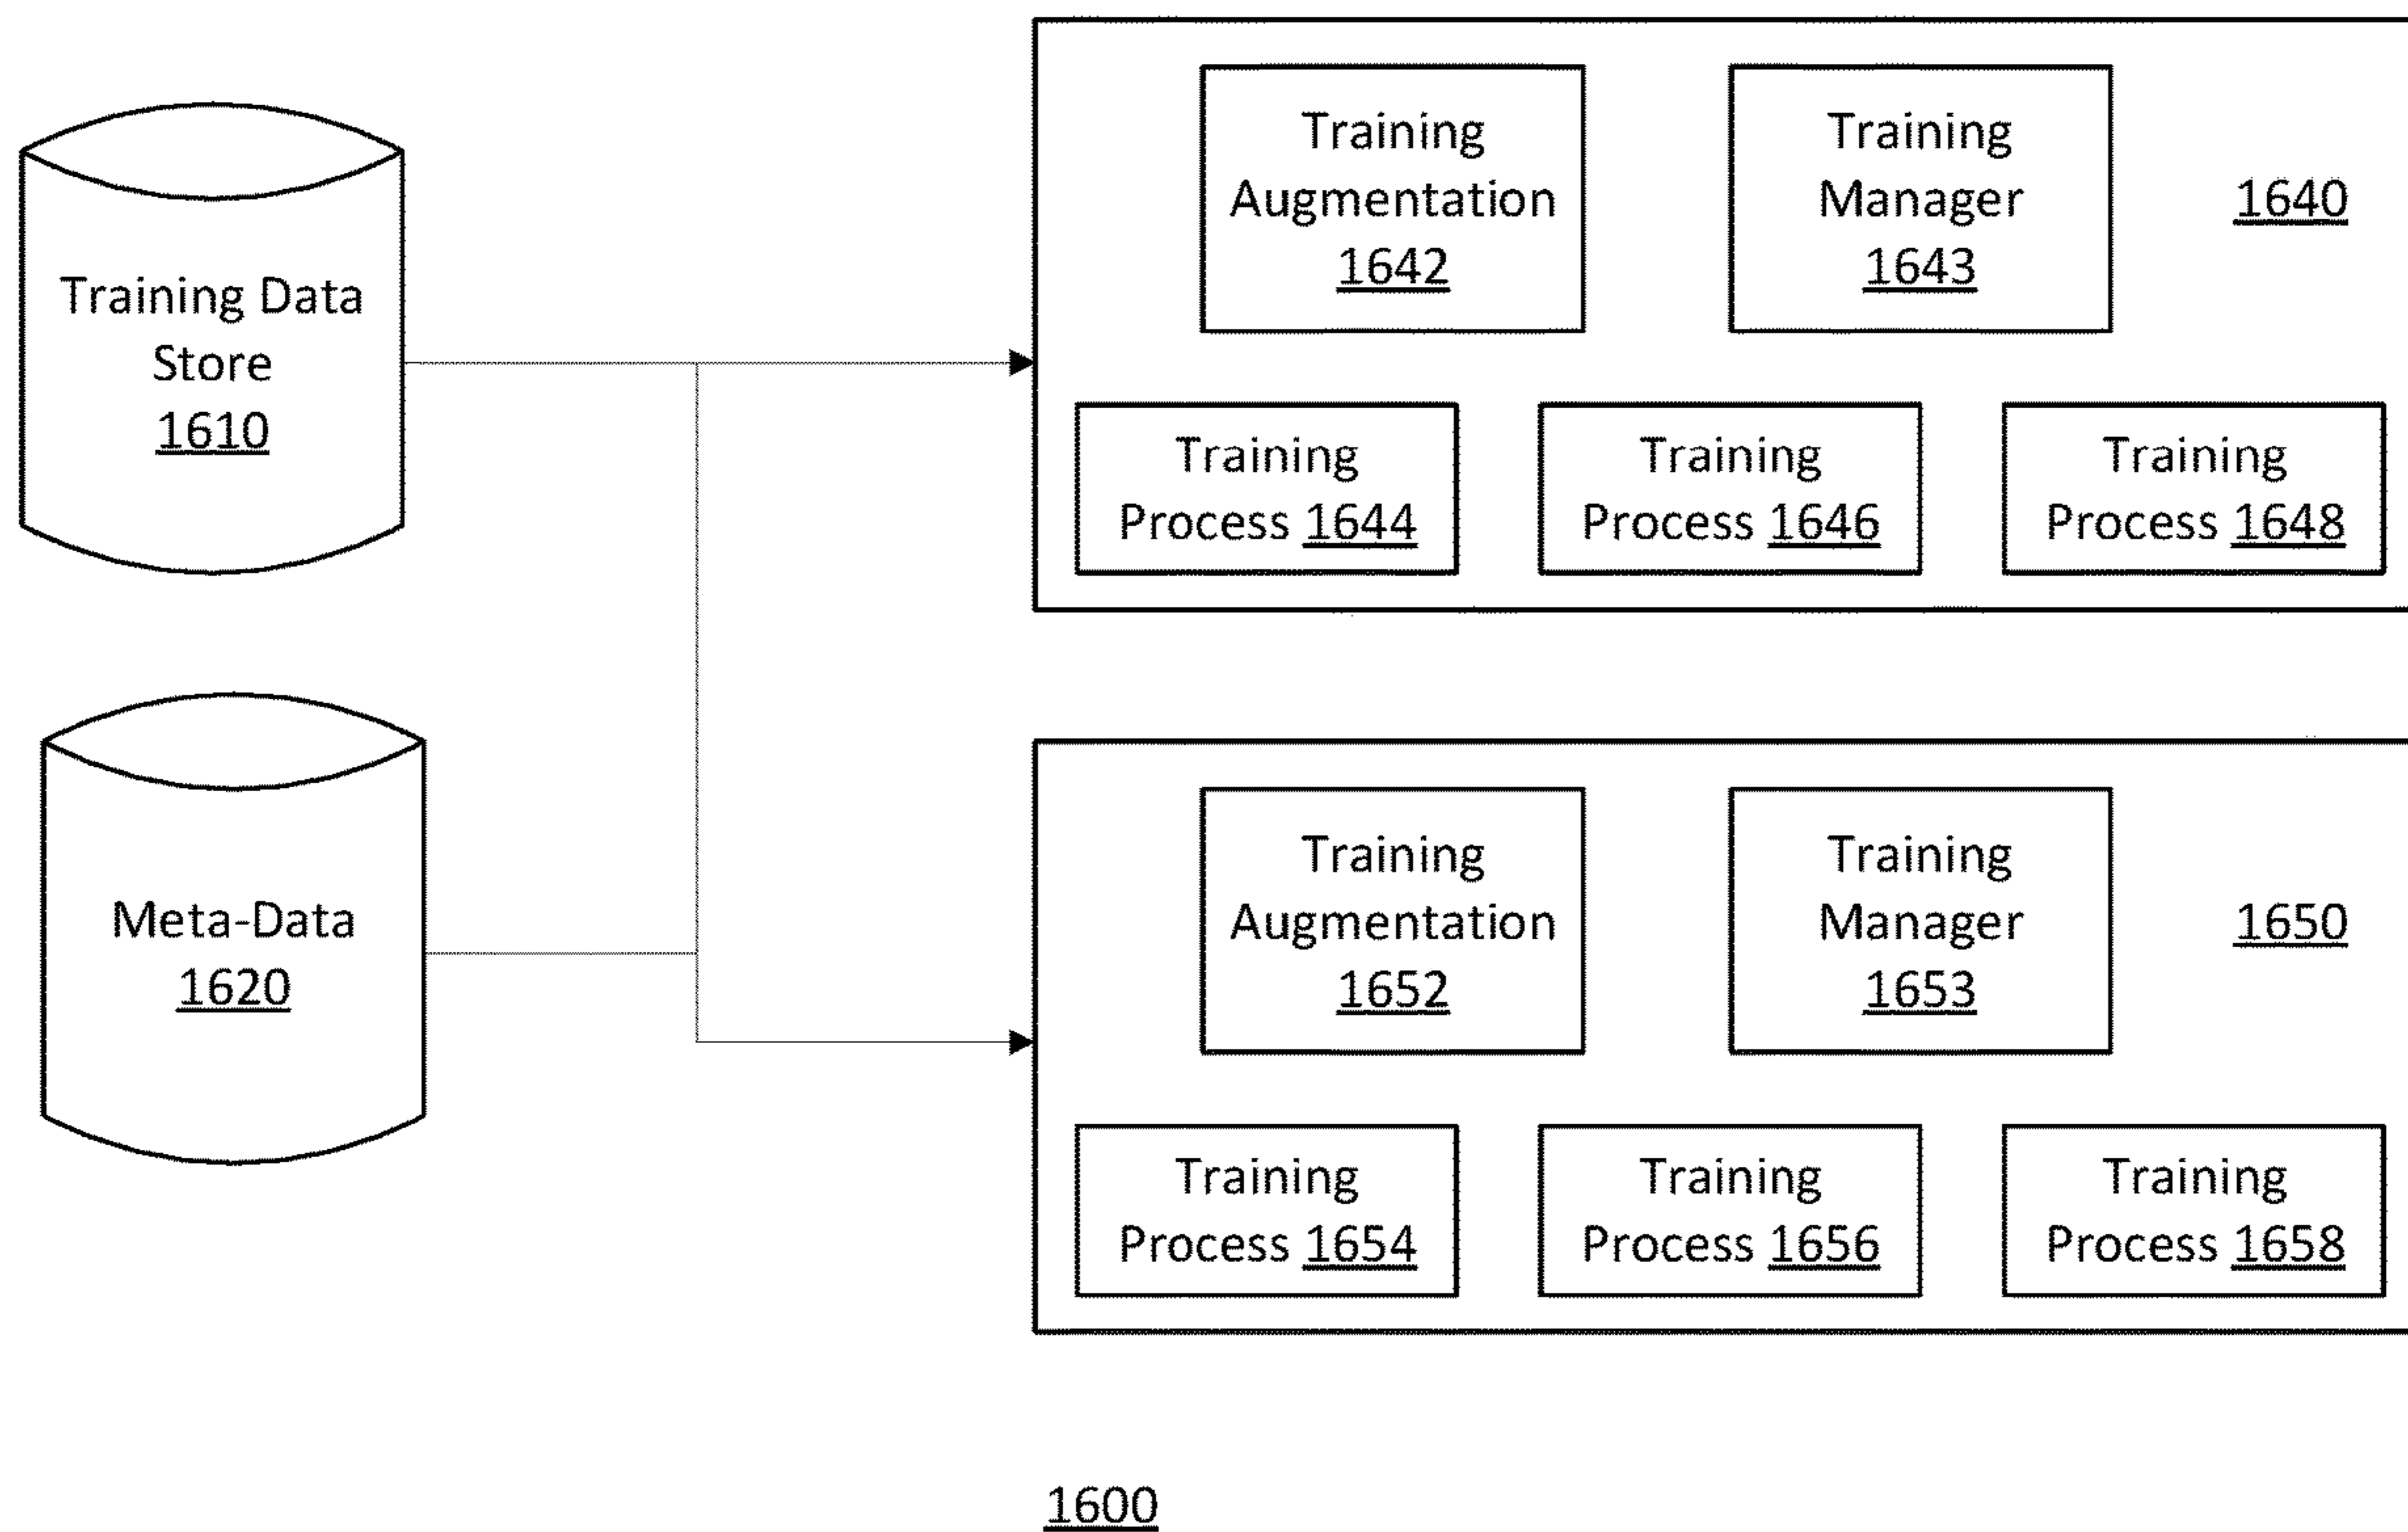 Training Data
Store
1610
Meta-Data
1620
Training
Augmentation
1642
Training
Manager
1643
1640
Training
Process 1644
Training
Process 1646
Training
Process 1648
Training
Augmentation
1652
Training
Manager
1653
1650
Training
Process 1654
Training
Process 1656
Training
Process 1658
1600